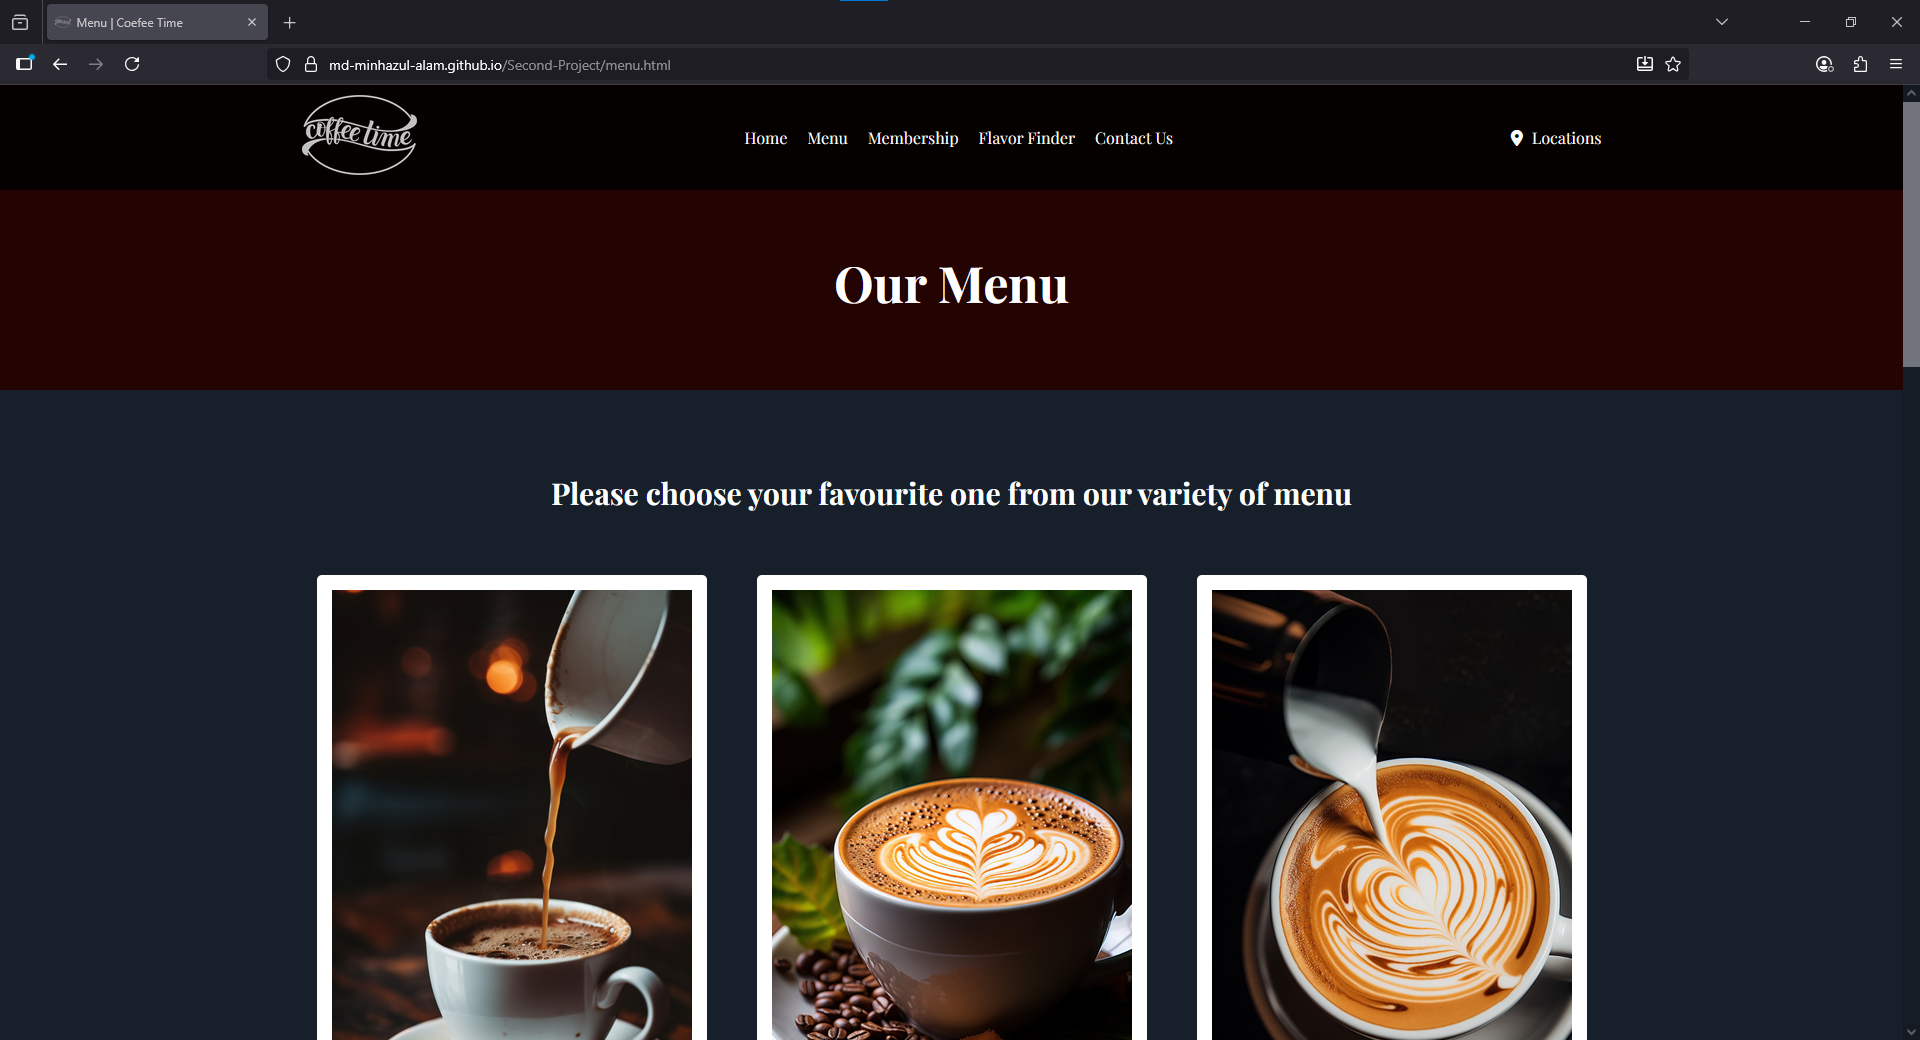 Menu | Coefee Time
md-minhazul-alam.github.io/Second-Project/menu.html
coffee time
Home Menu Membership Flavor Finder Contact Us
Locations
Our Menu
Please choose your favourite one from our variety of menu